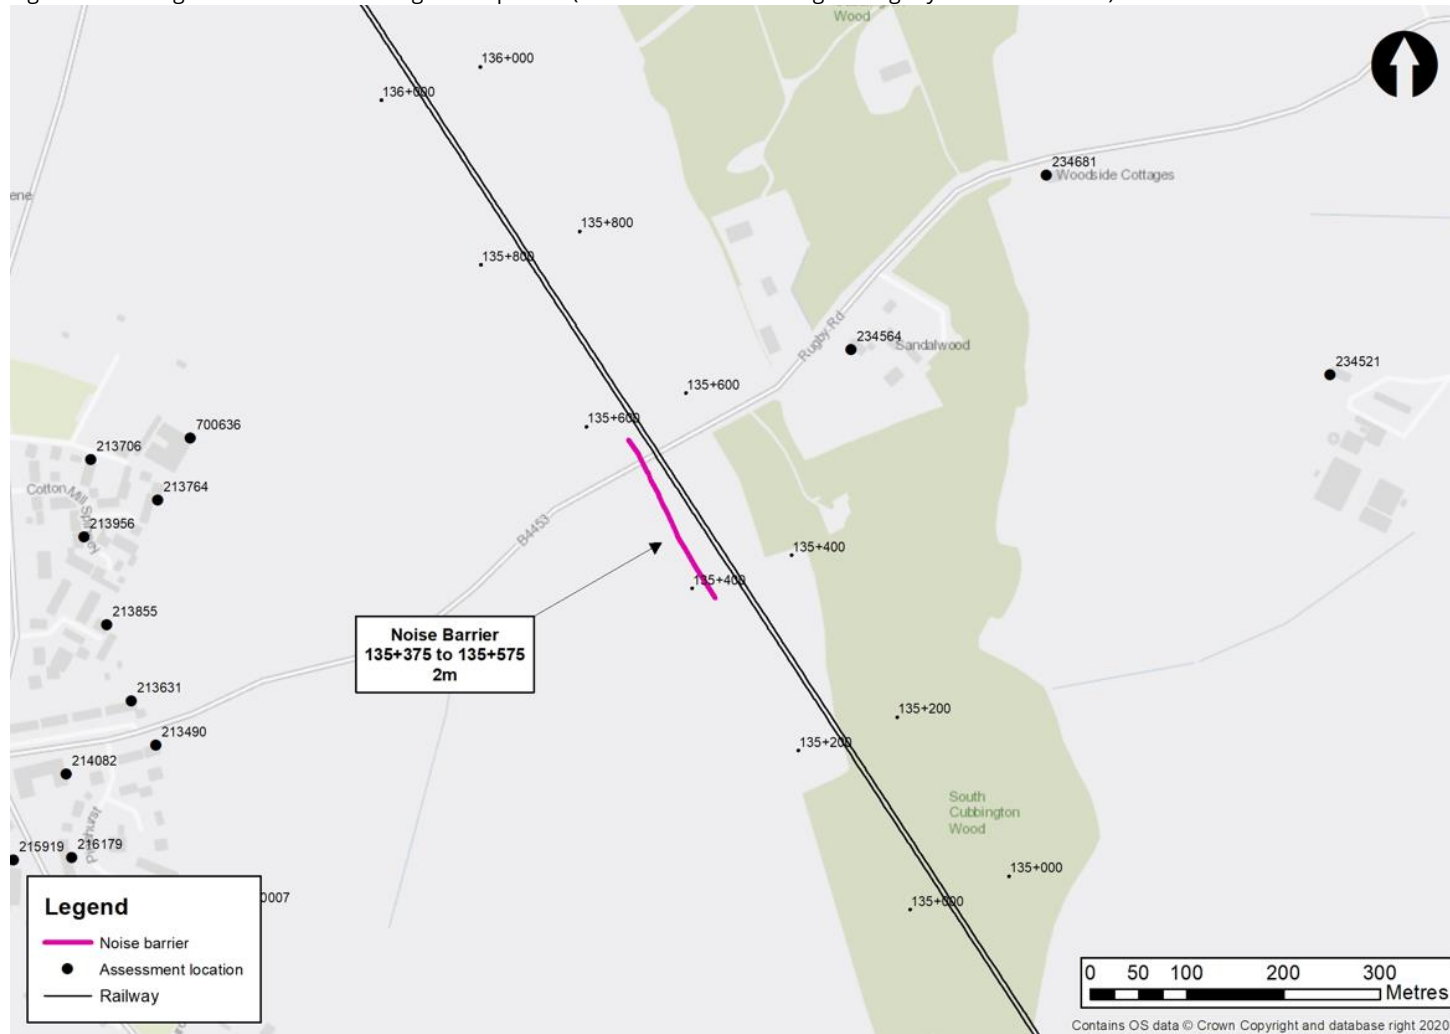 Wood
136+000
136+000
234681
Woodside Cottages
ene
135+800
135+800
Rugby Rd
234564
Sandalwood
234521
135+600
135+600
700636
213706
Cotton Mill Spinney
213764
213956
B4453
135+400
135+400
213855
Noise Barrier
135+375 to 135+575
2m
213631
213490
135+200
135+200
214082
South
Cubbington
Wood
215919
216179
135+000
135+000
0007
Legend
Noise barrier
Assessment location
Railway
0 50 100 200 300
Metres
Contains OS data © Crown Copyright and database right 2020